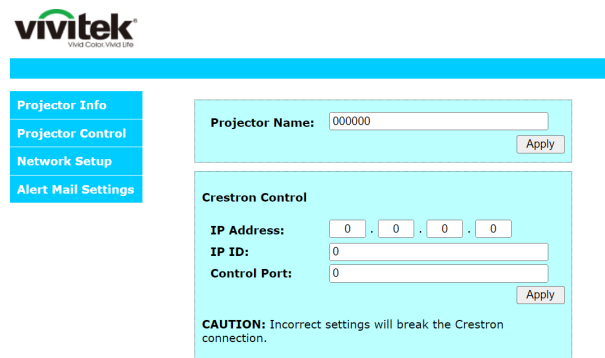 vivitek
Vivid Color, Vivid Life
Projector Info
Projector Control
Network Setup
Alert Mail Settings
Projector Name: 000000
Apply
Crestron Control
IP Address: 0 . 0 . 0 . 0
IP ID: 0
Control Port: 0
Apply
CAUTION: Incorrect settings will break the Crestron
connection.